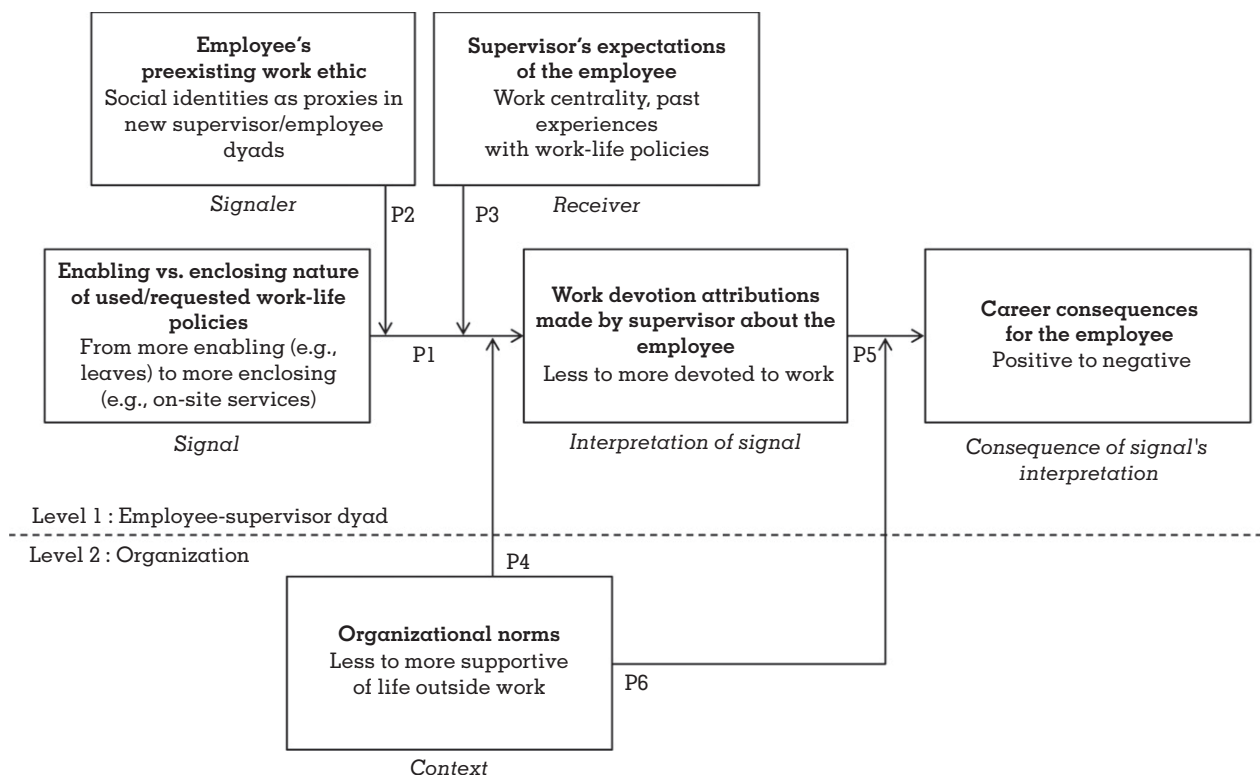 Employee's
preexisting work ethic
Social identities as proxies in
new supervisor/employee
dyads
Signaler
Supervisor's expectations
of the employee
Work centrality, past
experiences
with work-life policies
Receiver
P2
P3
Enabling vs. enclosing nature
of used/requested work-life
policies
From more enabling (e.g.,
leaves) to more enclosing
(e.g., on-site services)
Signal
P1
Work devotion attributions
made by supervisor about the
employee
Less to more devoted to work
Interpretation of signal
P5
Career consequences
for the employee
Positive to negative
Consequence of signal's
interpretation
Level 1 : Employee-supervisor dyad
Level 2 : Organization
P4
Organizational norms
Less to more supportive
of life outside work
P6
Context